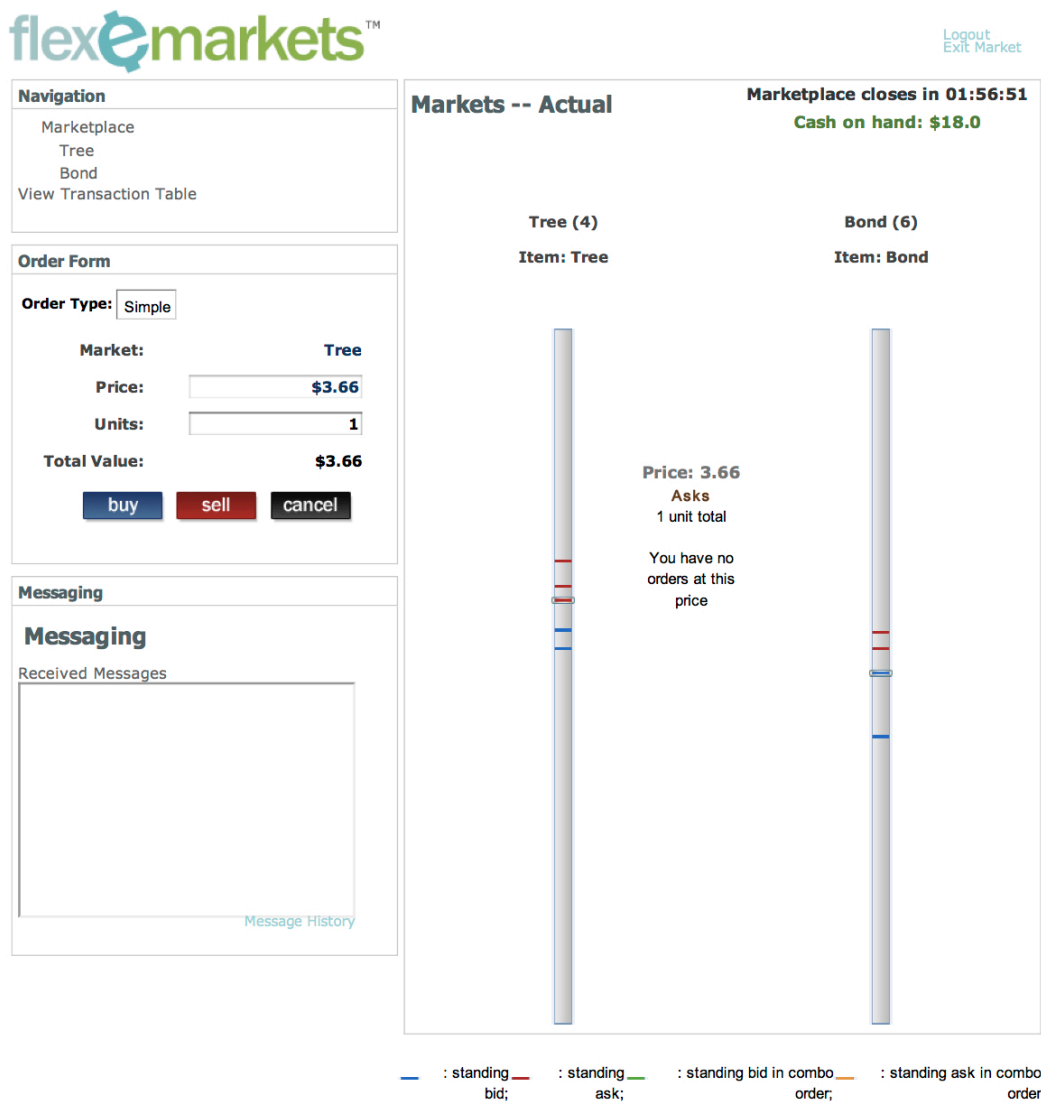 flexemarkets™
Logout
Exit Market
Navigation
Marketplace
Tree
Bond
View Transaction Table
Order Form
Order Type: Simple
Market: Tree
Price: $3.66
Units: 1
Total Value: $3.66
buy sell cancel
Messaging
Messaging
Received Messages
Message History
Markets -- Actual
Marketplace closes in 01:56:51
Cash on hand: $18.0
Tree (4)
Item: Tree
Bond (6)
Item: Bond
Price: 3.66
Asks
1 unit total
You have no
orders at this
price
: standing bid;
: standing ask;
: standing bid in combo order;
: standing ask in combo order